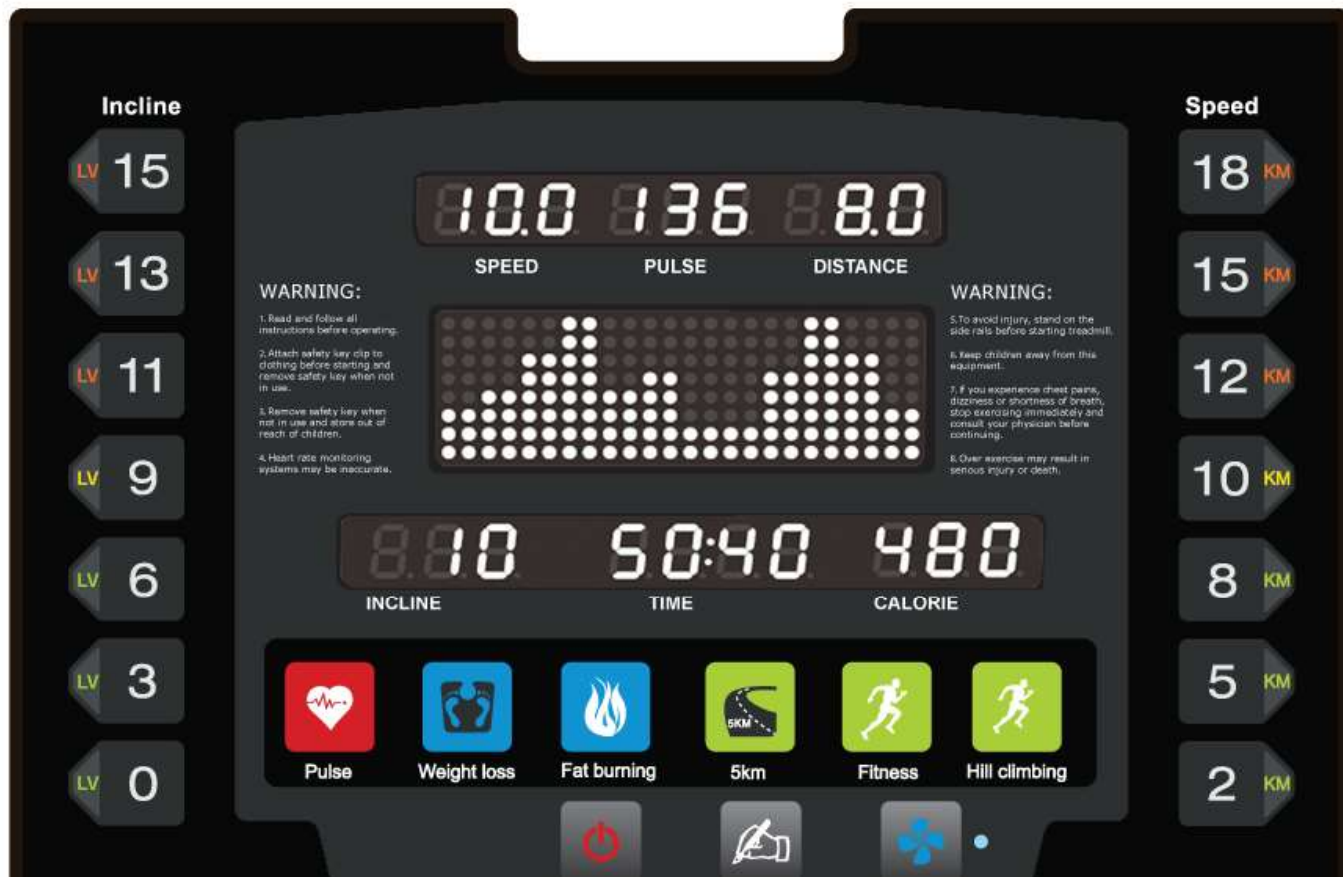 Incline
Speed
LV 15
LV 13
LV 11
LV 9
LV 6
LV 3
LV 0
10.0 136 8.0
SPEED PULSE DISTANCE
WARNING:
1. Read and follow all
instructions before operating.
2. Attach safety key clip to
clothing before starting and
remove safety key when not
in use.
3. Remove safety key when
not in use and store out of
reach of children.
4. Heart rate monitoring
systems may be inaccurate.
WARNING:
5. To avoid injury, stand on the
side rails before starting treadmill.
6. Keep children away from this
equipment.
7. If you experience chest pains,
dizziness or shortness of breath,
stop exercising immediately and
consult your physician before
continuing.
8. Over exercise may result in
serious injury or death.
10 50:40 480
INCLINE TIME CALORIE
5KM
Pulse Weight loss Fat burning 5km Fitness Hill climbing
18 KM
15 KM
12 KM
10 KM
8 KM
5 KM
2 KM